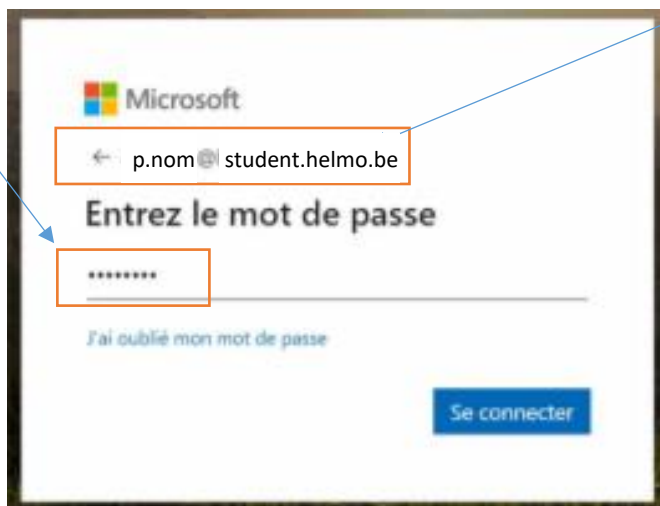 Microsoft
← p.nom@ student.helmo.be
Entrez le mot de passe
••••••••
J'ai oublié mon mot de passe
Se connecter